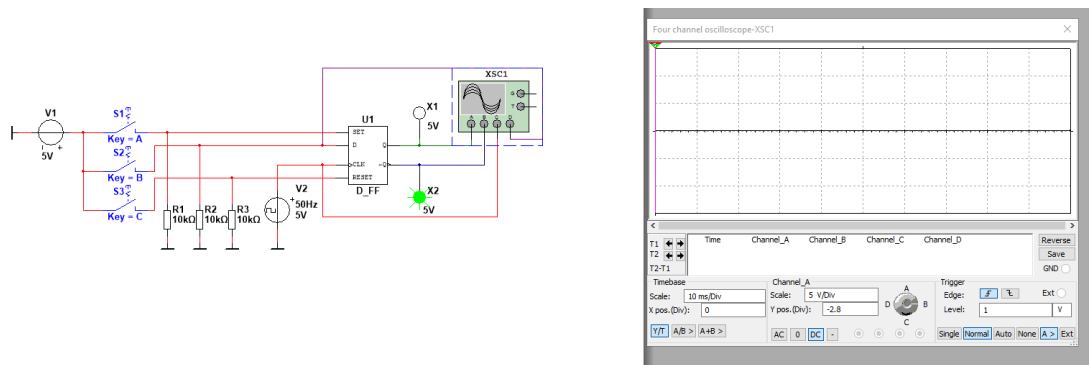 V1
5V
- +
S1
Key = A
S2
Key = B
S3
Key = C
R1
10kΩ
R2
10kΩ
R3
10kΩ
V2
+
50Hz
5V
U1
SET
D
Q
CLK
~Q
RESET
D_FF
X1
5V
X2
5V
XSC1
G
T
A B C D
Four channel oscilloscope-XSC1
Time Channel_A Channel_B Channel_C Channel_D
T1
T2
T2-T1
Reverse
Save
GND
Timebase
Scale: 10 ms/Div
X pos.(Div): 0
Y/T A/B > A+B >
Channel_A
Scale: 5 V/Div
Y pos.(Div): -2.8
AC 0 DC -
A
D B
C
Trigger
Edge: Ext
Level: 1 V
Single Normal Auto None A > Ext